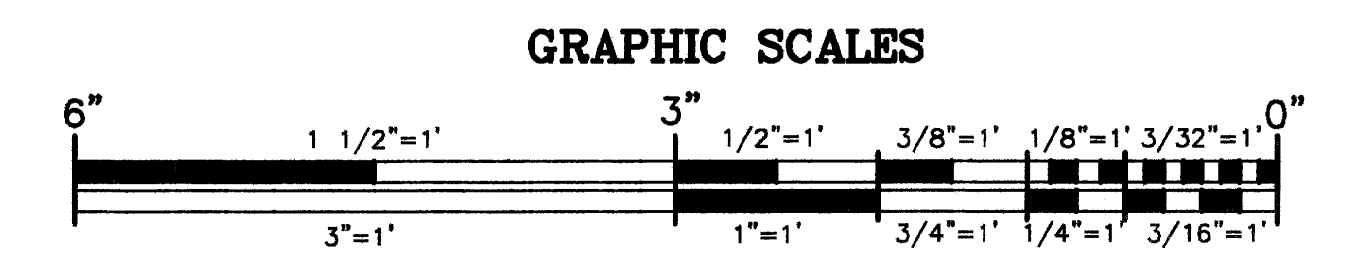 GRAPHIC SCALES
6" 3" 0"
1 1/2"=1' 1/2"=1' 3/8"=1' 1/8"=1' 3/32"=1'
3"=1' 1"=1' 3/4"=1' 1/4"=1' 3/16"=1'